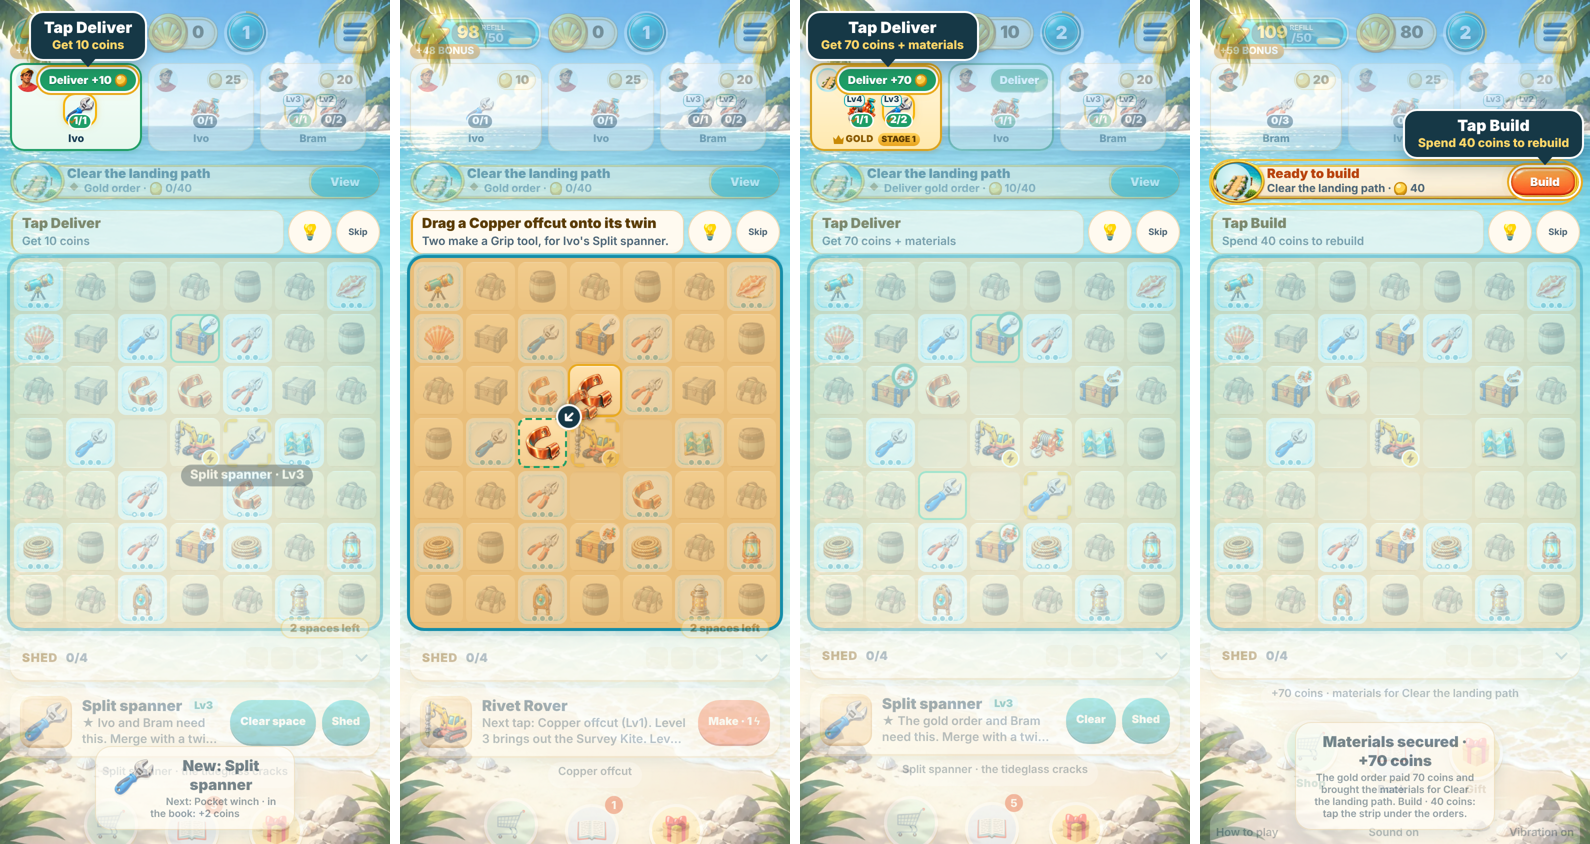 Tap Deliver
Get 10 coins
0
1
+4
Deliver +10
25
20
1/1
0/1
Lv3
Lv2
1/1
0/2
Ivo
Ivo
Bram
Clear the landing path
Gold order · 0/40
View
Tap Deliver
Get 10 coins
Skip
Split spanner · Lv3
2 spaces left
SHED 0/4
Split spanner Lv3
★ Ivo and Bram need
this. Merge with a twi...
Clear space
Shed
Split spanner · the tideglass cracks
New: Split
spanner
Next: Pocket winch · in
the book: +2 coins
98
REFILL
/50
+48 BONUS
0
1
10
25
20
0/1
0/1
Lv3
Lv2
1/1
0/2
Ivo
Ivo
Bram
Clear the landing path
Gold order · 0/40
View
Drag a Copper offcut onto its twin
Two make a Grip tool, for Ivo's Split spanner.
Skip
2 spaces left
SHED 0/4
Rivet Rover
Next tap: Copper offcut (Lv1). Level
3 brings out the Survey Kite. Lev...
Make · 1
Copper offcut
1
Tap Deliver
Get 70 coins + materials
10
2
Deliver +70
Deliver
20
Lv4
Lv3
1/1
2/2
0/1
Lv3
Lv2
1/1
0/2
GOLD STAGE 1
Ivo
Bram
Clear the landing path
Deliver gold order · 10/40
View
Tap Deliver
Get 70 coins + materials
Skip
SHED 0/4
Split spanner Lv3
★ The gold order and Bram
need this. Merge with a twi...
Clear
Shed
Split spanner · the tideglass cracks
5
109
REFILL
/50
+59 BONUS
80
2
20
25
20
0/3
Bram
Tap Build
Spend 40 coins to rebuild
Ready to build
Clear the landing path · 40
Build
Tap Build
Spend 40 coins to rebuild
Skip
SHED 0/4
+70 coins · materials for Clear the landing path
Materials secured ·
+70 coins
The gold order paid 70 coins and
brought the materials for Clear
the landing path. Build · 40 coins:
tap the strip under the orders.
How to play
Sound on
Vibration on